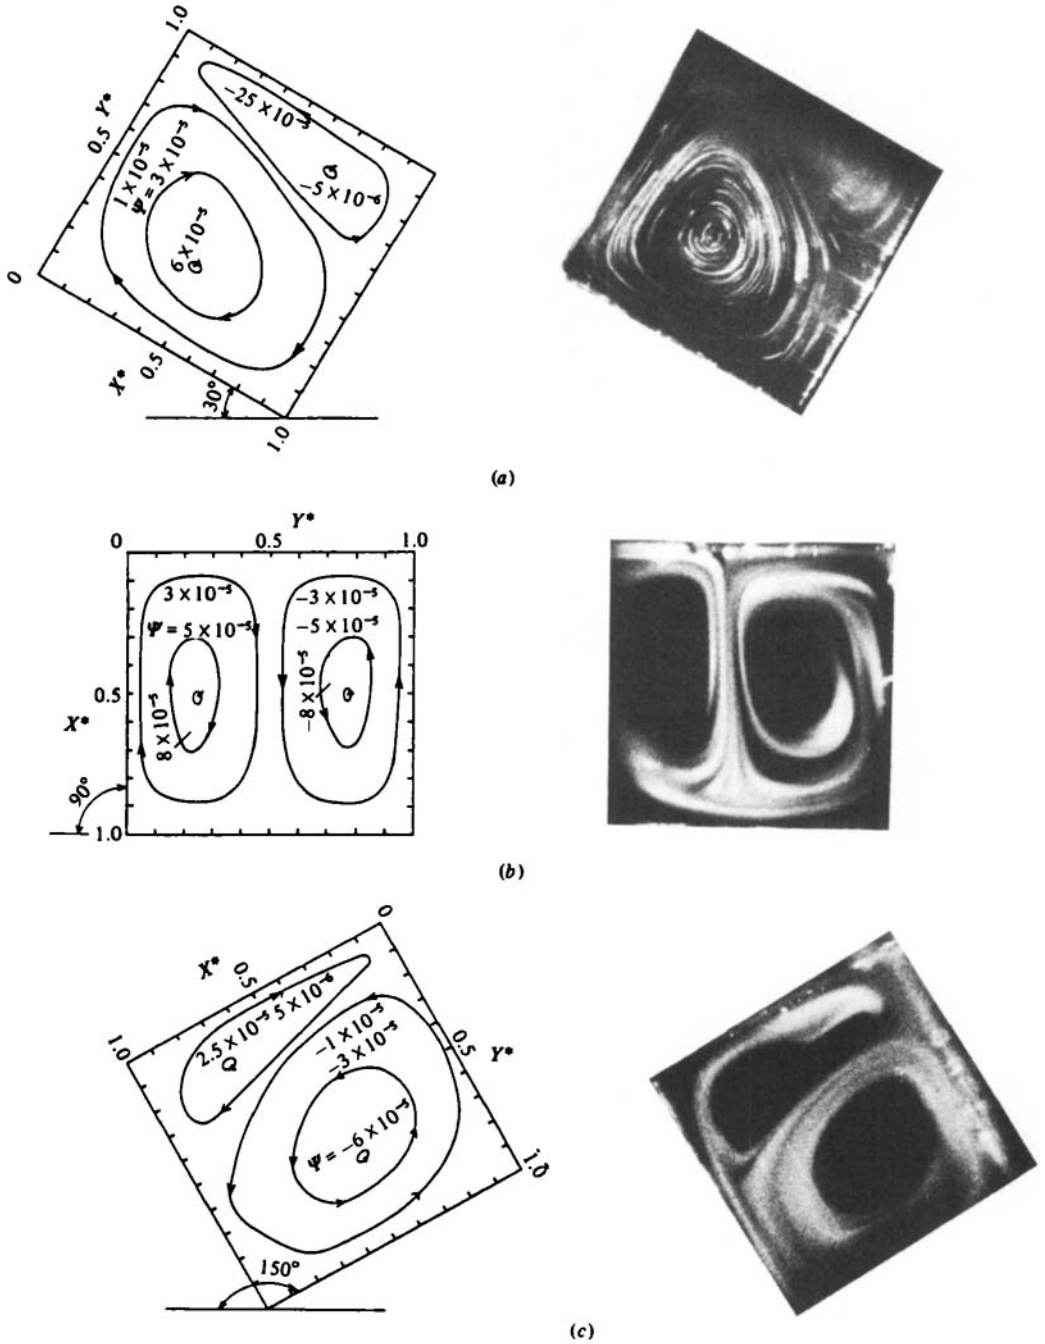 1.0
−25 × 10⁻⁵
Y*
0.5
−5 × 10⁻⁶
1 × 10⁻⁵
Ψ = 3 × 10⁻⁵
6 × 10⁻⁵
0
X*
0.5
30°
1.0
(a)
Y*
0
0.5
1.0
3 × 10⁻⁵
−3 × 10⁻⁵
Ψ = 5 × 10⁻⁵
−5 × 10⁻⁵
0.5
X*
8 × 10⁻⁵
−8 × 10⁻⁵
90°
1.0
(b)
0
X*
0.5
1.0
2.5 × 10⁻⁵
5 × 10⁻⁶
−1 × 10⁻⁵
−3 × 10⁻⁵
0.5
Y*
Ψ = −6 × 10⁻⁵
1.0
150°
(c)